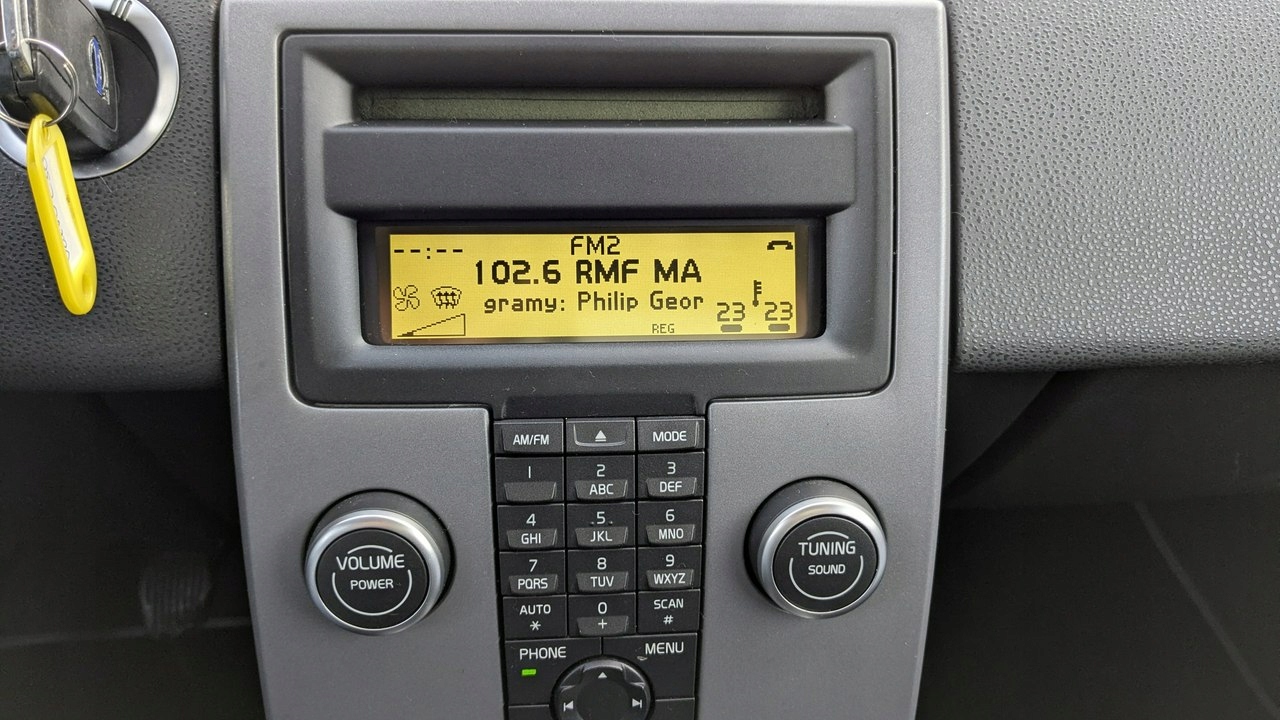 --:-- FM2
102.6 RMF MA
gramy: Philip Geor
23 23
REG
AM/FM MODE
1 2 3
ABC DEF
4 5 6
GHI JKL MNO
7 8 9
PQRS TUV WXYZ
AUTO 0 SCAN
* + #
PHONE MENU
VOLUME
POWER
TUNING
SOUND